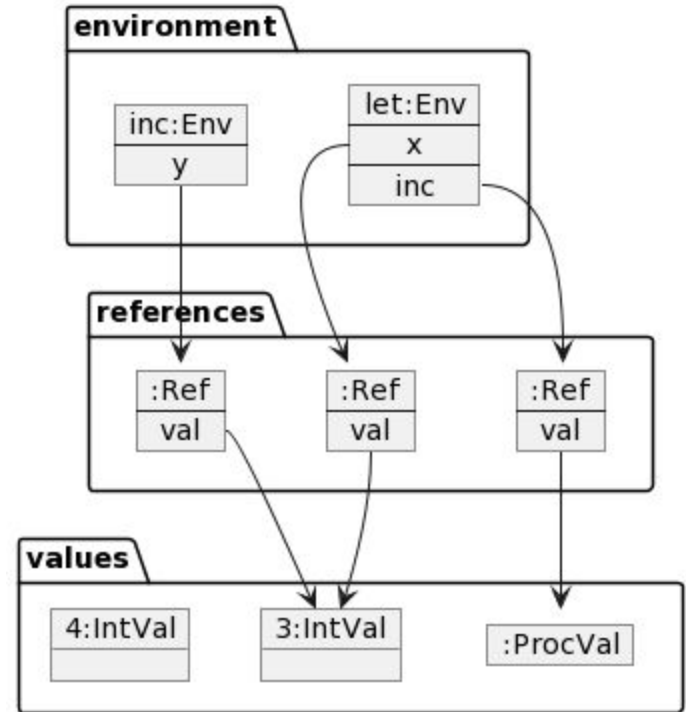 environment
inc:Env
y
let:Env
x
inc
references
:Ref
val
:Ref
val
:Ref
val
values
4:IntVal
3:IntVal
:ProcVal